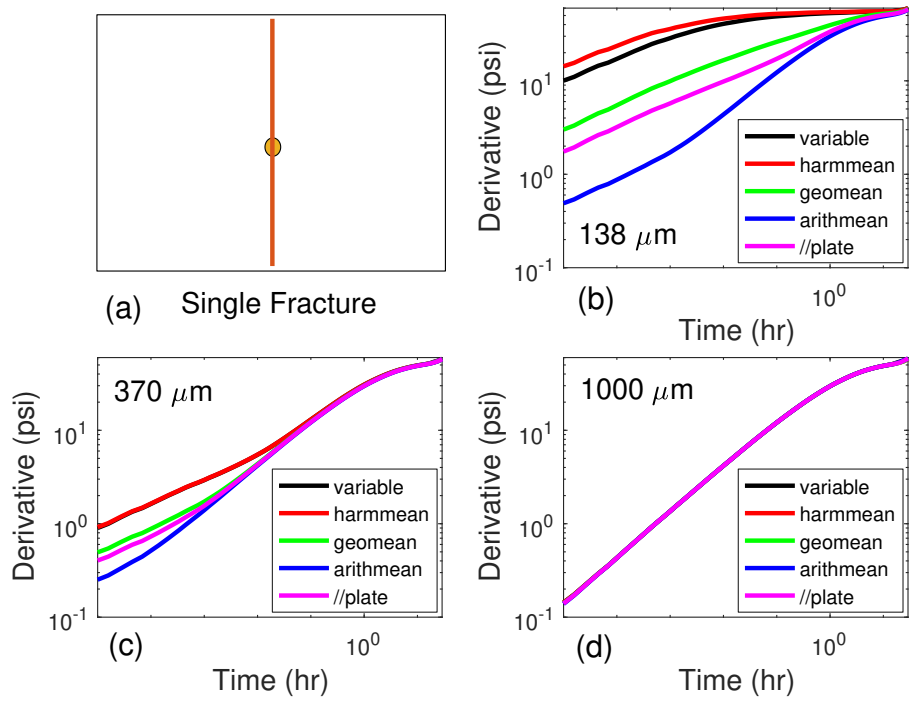 (a) Single Fracture
Derivative (psi)
10^1
10^0
10^-1
138 μm
variable
harmmean
geomean
arithmean
//plate
10^0
(b)
Time (hr)
Derivative (psi)
10^1
10^0
10^-1
370 μm
variable
harmmean
geomean
arithmean
//plate
10^0
(c)
Time (hr)
Derivative (psi)
10^1
10^0
10^-1
1000 μm
variable
harmmean
geomean
arithmean
//plate
10^0
(d)
Time (hr)